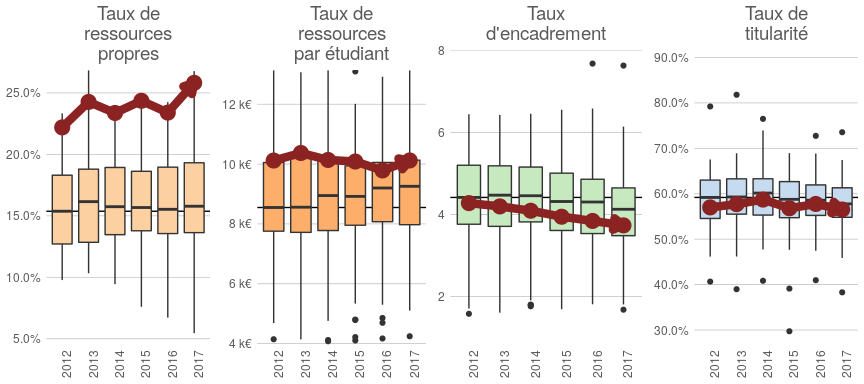 Taux de
ressources
propres
25.0%
20.0%
15.0%
10.0%
5.0%
2012
2013
2014
2015
2016
2017
Taux de
ressources
par étudiant
12 k€
10 k€
8 k€
6 k€
4 k€
2012
2013
2014
2015
2016
2017
Taux
d'encadrement
8
6
4
2
2012
2013
2014
2015
2016
2017
Taux de
titularité
90.0%
80.0%
70.0%
60.0%
50.0%
40.0%
30.0%
2012
2013
2014
2015
2016
2017